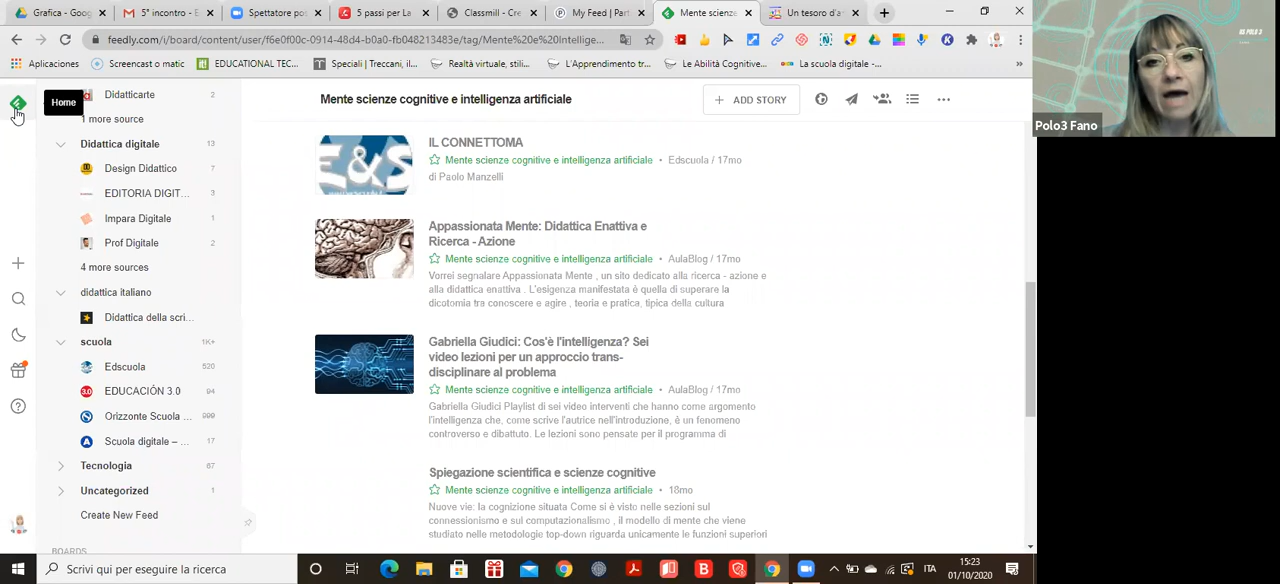 Grafica - Goog
5° incontro - E
Spettatore po
5 passi per La
Classmill - Cre
My Feed | Part
Mente scienze
Un tesoro d'af
feedly.com/i/board/content/user/f6e0f00c-0914-48d4-b0a0-fb048213483e/tag/Mente%20e%20Intellige...
Applicazioni
Screencast o matic
EDUCATIONAL TEC...
Speciali | Treccani, il...
Realtà virtuale, stili...
L'Apprendimento tr...
Le Abilità Cognitive...
La scuola digitale -...
Home
Didatticarte 2
1 more source
Didattica digitale 13
Design Didattico 7
EDITORIA DIGIT... 3
Impara Digitale 1
Prof Digitale 2
4 more sources
didattica italiano
Didattica della scri...
scuola 1K+
Edscuola 520
EDUCACIÓN 3.0 94
Orizzonte Scuola ... 999
Scuola digitale – ... 17
Tecnologia 67
Uncategorized 1
Create New Feed
BOARDS
Mente scienze cognitive e intelligenza artificiale
+ ADD STORY
IL CONNETTOMA
Mente scienze cognitive e intelligenza artificiale • Edscuola / 17mo
di Paolo Manzelli
E&S
Appassionata Mente: Didattica Enattiva e
Ricerca - Azione
Mente scienze cognitive e intelligenza artificiale • AulaBlog / 17mo
Vorrei segnalare Appassionata Mente , un sito dedicato alla ricerca - azione e
alla didattica enattiva . L'esigenza manifestata è quella di superare la
dicotomia tra conoscere e agire , teoria e pratica, tipica della cultura
Gabriella Giudici: Cos'è l'intelligenza? Sei
video lezioni per un approccio trans-
disciplinare al problema
Mente scienze cognitive e intelligenza artificiale • AulaBlog / 17mo
Gabriella Giudici Playlist di sei video interventi che hanno come argomento
l'intelligenza che, come scrive l'autrice nell'introduzione, è un fenomeno
controverso e dibattuto. Le lezioni sono pensate per il programma di
Spiegazione scientifica e scienze cognitive
Mente scienze cognitive e intelligenza artificiale • 18mo
Nuove vie: la cognizione situata Come si è visto nelle sezioni sul
connessionismo e sul computazionalismo , il modello di mente che viene
studiato nelle metodologie top-down riguarda unicamente le funzioni superiori
Polo3 Fano
Scrivi qui per eseguire la ricerca
ITA
15:23
01/10/2020